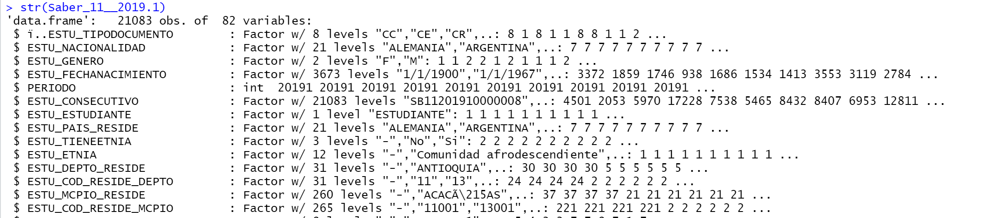 > str(Saber_11__2019.1)
'data.frame':   21083 obs. of  82 variables:
 $ ï..ESTU_TIPODOCUMENTO        : Factor w/ 8 levels "CC","CE","CR",..: 8 1 8 1 1 8 8 1 1 2 ...
 $ ESTU_NACIONALIDAD            : Factor w/ 21 levels "ALEMANIA","ARGENTINA",..: 7 7 7 7 7 7 7 7 7 7 ...
 $ ESTU_GENERO                  : Factor w/ 2 levels "F","M": 1 1 2 2 1 2 1 1 1 2 ...
 $ ESTU_FECHANACIMIENTO         : Factor w/ 3673 levels "1/1/1900","1/1/1967",..: 3372 1859 1746 938 1686 1534 1413 3553 3119 2784 ...
 $ PERIODO                      : int  20191 20191 20191 20191 20191 20191 20191 20191 20191 20191 ...
 $ ESTU_CONSECUTIVO             : Factor w/ 21083 levels "SB11201910000008",..: 4501 2053 5970 17228 7538 5465 8432 8407 6953 12811 ...
 $ ESTU_ESTUDIANTE              : Factor w/ 1 level "ESTUDIANTE": 1 1 1 1 1 1 1 1 1 1 ...
 $ ESTU_PAIS_RESIDE             : Factor w/ 21 levels "ALEMANIA","ARGENTINA",..: 7 7 7 7 7 7 7 7 7 7 ...
 $ ESTU_TIENEETNIA              : Factor w/ 3 levels "-","No","Si": 2 2 2 2 2 2 2 2 2 2 ...
 $ ESTU_ETNIA                   : Factor w/ 12 levels "-","Comunidad afrodescendiente",..: 1 1 1 1 1 1 1 1 1 1 ...
 $ ESTU_DEPTO_RESIDE            : Factor w/ 31 levels "-","ANTIOQUIA",..: 30 30 30 30 5 5 5 5 5 5 ...
 $ ESTU_COD_RESIDE_DEPTO        : Factor w/ 31 levels "-","11","13",..: 24 24 24 24 2 2 2 2 2 2 ...
 $ ESTU_MCPIO_RESIDE            : Factor w/ 260 levels "-","ACACÃ\215AS",..: 37 37 37 37 21 21 21 21 21 21 ...
 $ ESTU_COD_RESIDE_MCPIO        : Factor w/ 265 levels "-","11001","13001",..: 221 221 221 221 2 2 2 2 2 2 ...